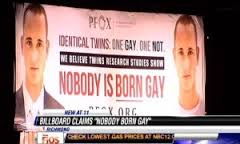 PFOX
IDENTICAL TWINS: ONE GAY. ONE NOT.
WE BELIEVE TWINS RESEARCH STUDIES SHOW
NOBODY IS BORN GAY
PFOX.ORG
NEW AT 11
BILLBOARD CLAIMS "NOBODY BORN GAY"
RICHMOND
CHECK LOWEST GAS PRICES AT NBC12.